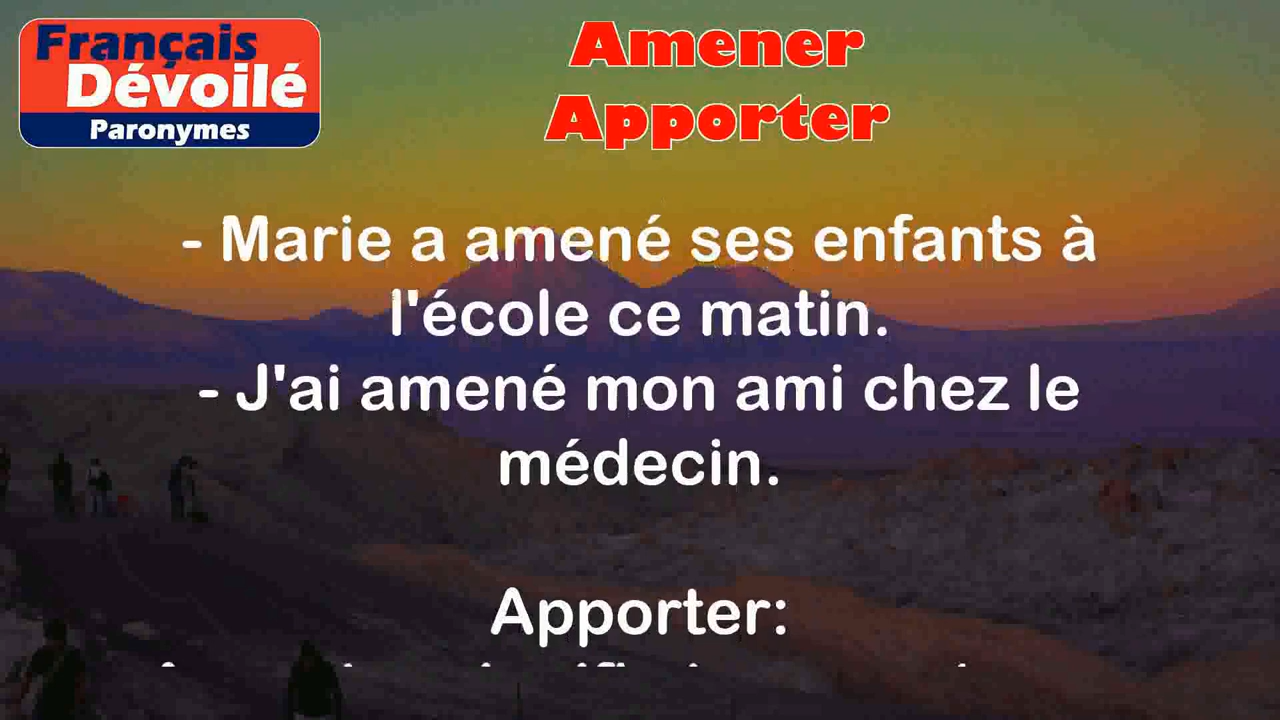 Français
Dévoilé
Paronymes
Amener
Apporter
- Marie a amené ses enfants à
l'école ce matin.
- J'ai amené mon ami chez le
médecin.
Apporter: